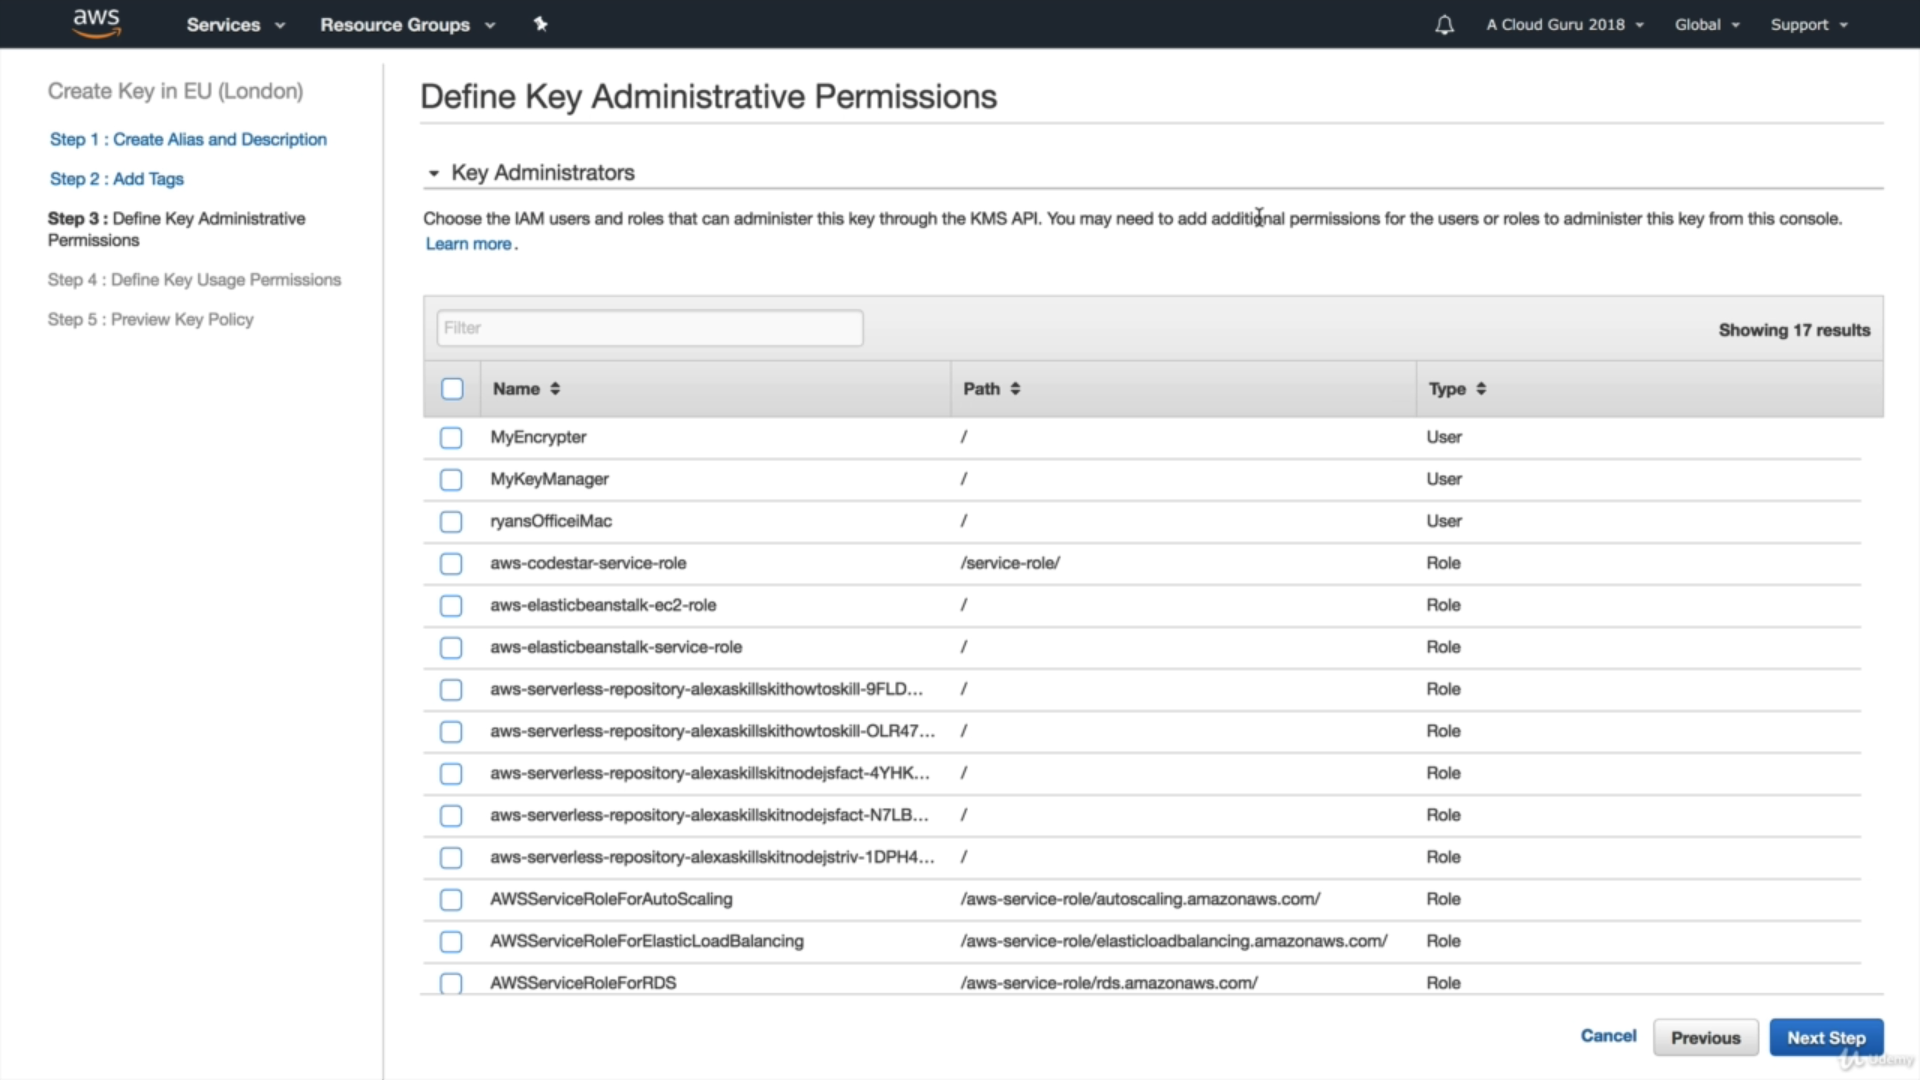 aws Services Resource Groups A Cloud Guru 2018 Global Support
Create Key in EU (London)
Step 1 : Create Alias and Description
Step 2 : Add Tags
Step 3 : Define Key Administrative
Permissions
Step 4 : Define Key Usage Permissions
Step 5 : Preview Key Policy
Define Key Administrative Permissions
Key Administrators
Choose the IAM users and roles that can administer this key through the KMS API. You may need to add additional permissions for the users or roles to administer this key from this console.
Learn more .
Filter Showing 17 results
Name Path Type
MyEncrypter / User
MyKeyManager / User
ryansOfficeiMac / User
aws-codestar-service-role /service-role/ Role
aws-elasticbeanstalk-ec2-role / Role
aws-elasticbeanstalk-service-role / Role
aws-serverless-repository-alexaskillskithowtoskill-9FLD... / Role
aws-serverless-repository-alexaskillskithowtoskill-OLR47... / Role
aws-serverless-repository-alexaskillskitnodejsfact-4YHK... / Role
aws-serverless-repository-alexaskillskitnodejsfact-N7LB... / Role
aws-serverless-repository-alexaskillskitnodejstriv-1DPH4... / Role
AWSServiceRoleForAutoScaling /aws-service-role/autoscaling.amazonaws.com/ Role
AWSServiceRoleForElasticLoadBalancing /aws-service-role/elasticloadbalancing.amazonaws.com/ Role
AWSServiceRoleForRDS /aws-service-role/rds.amazonaws.com/ Role
Cancel Previous Next Step
Udemy